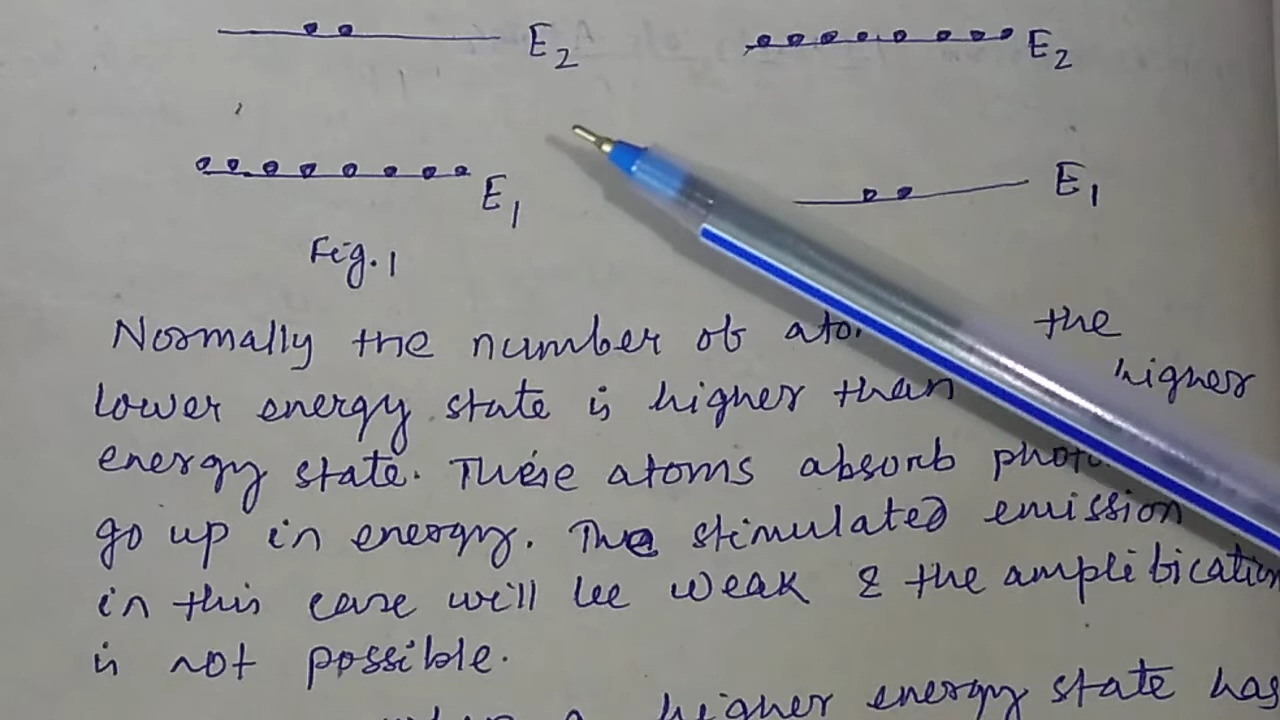 E2 E2
E1 E1
Fig. 1
Normally the number of the
lower energy state is higher than higher
energy state. These atoms absorb
go up in energy. The stimulated emission
in this case will be weak & the amplification
is not possible.
a higher energy state has